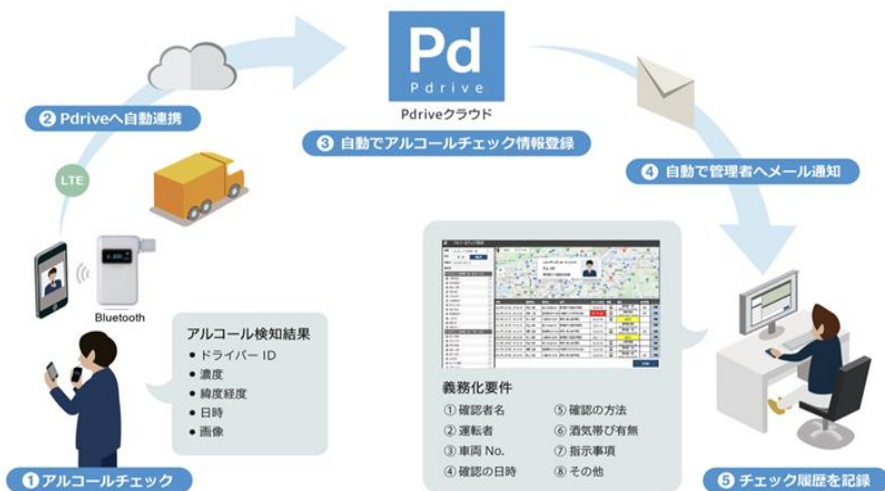 Pd
Pdrive
Pdriveクラウド
② Pdriveへ自動連携
③ 自動でアルコールチェック情報登録
④ 自動で管理者へメール通知
LTE
Bluetooth
アルコール検知結果
• ドライバー ID
• 濃度
• 緯度経度
• 日時
• 画像
義務化要件
① 確認者名
② 運転者
③ 車両 No.
④ 確認の日時
⑤ 確認の方法
⑥ 酒気帯び有無
⑦ 指示事項
⑧ その他
❶ アルコールチェック
⑤ チェック履歴を記録